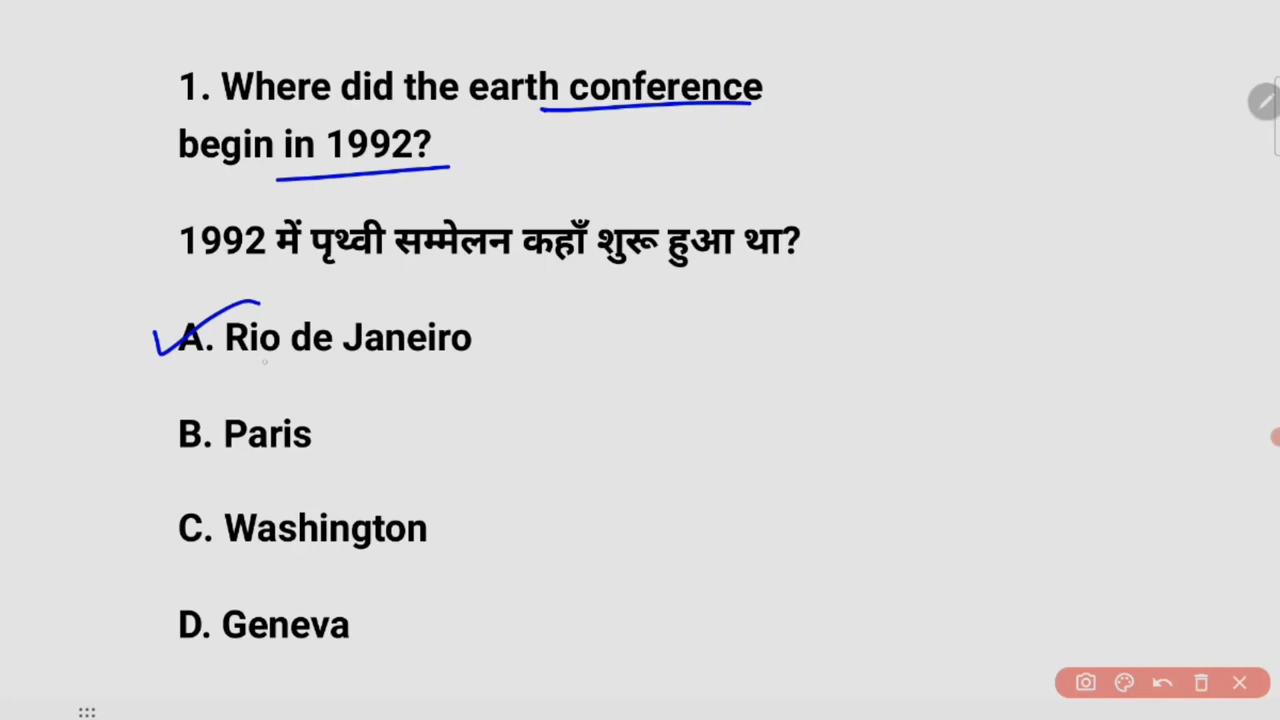 1. Where did the earth conference
begin in 1992?
1992 में पृथ्वी सम्मेलन कहाँ शुरू हुआ था?
A. Rio de Janeiro
B. Paris
C. Washington
D. Geneva